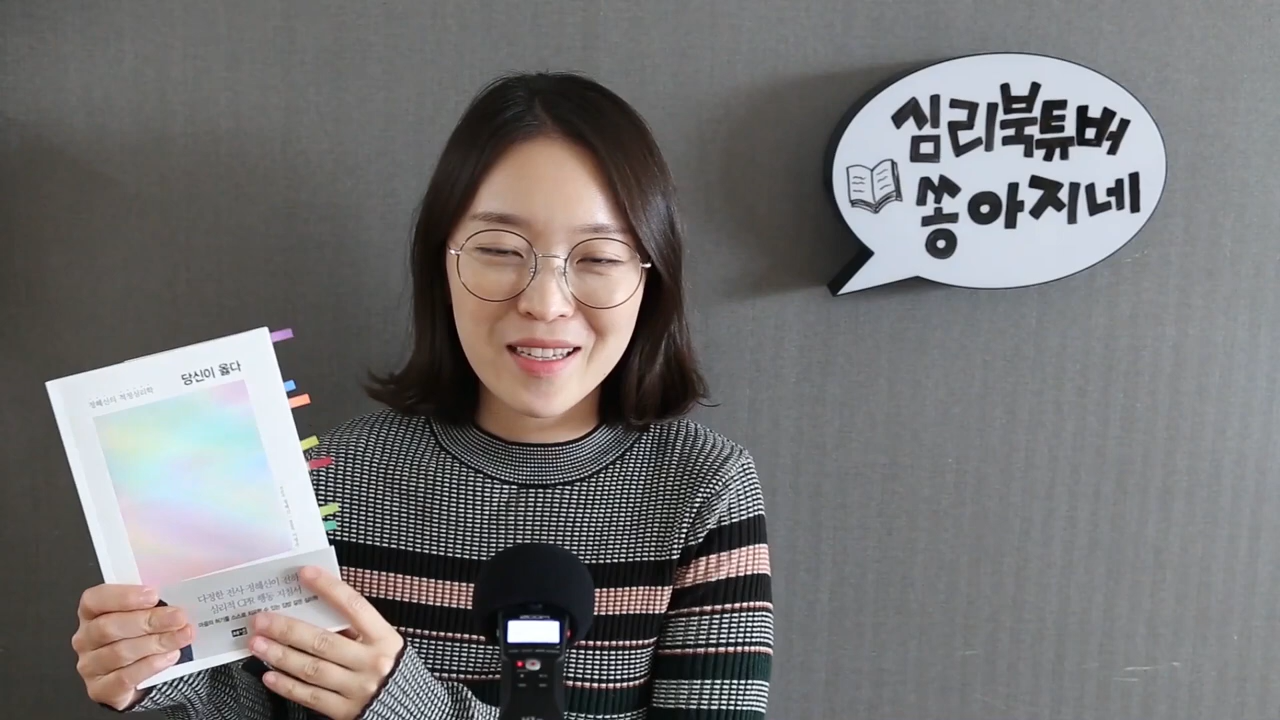 심리북튜버
쏭아지네
당신이 옳다
정혜신의 적정심리학
다정한 전사 정혜신이 전하는
심리적 CPR 행동 지침서